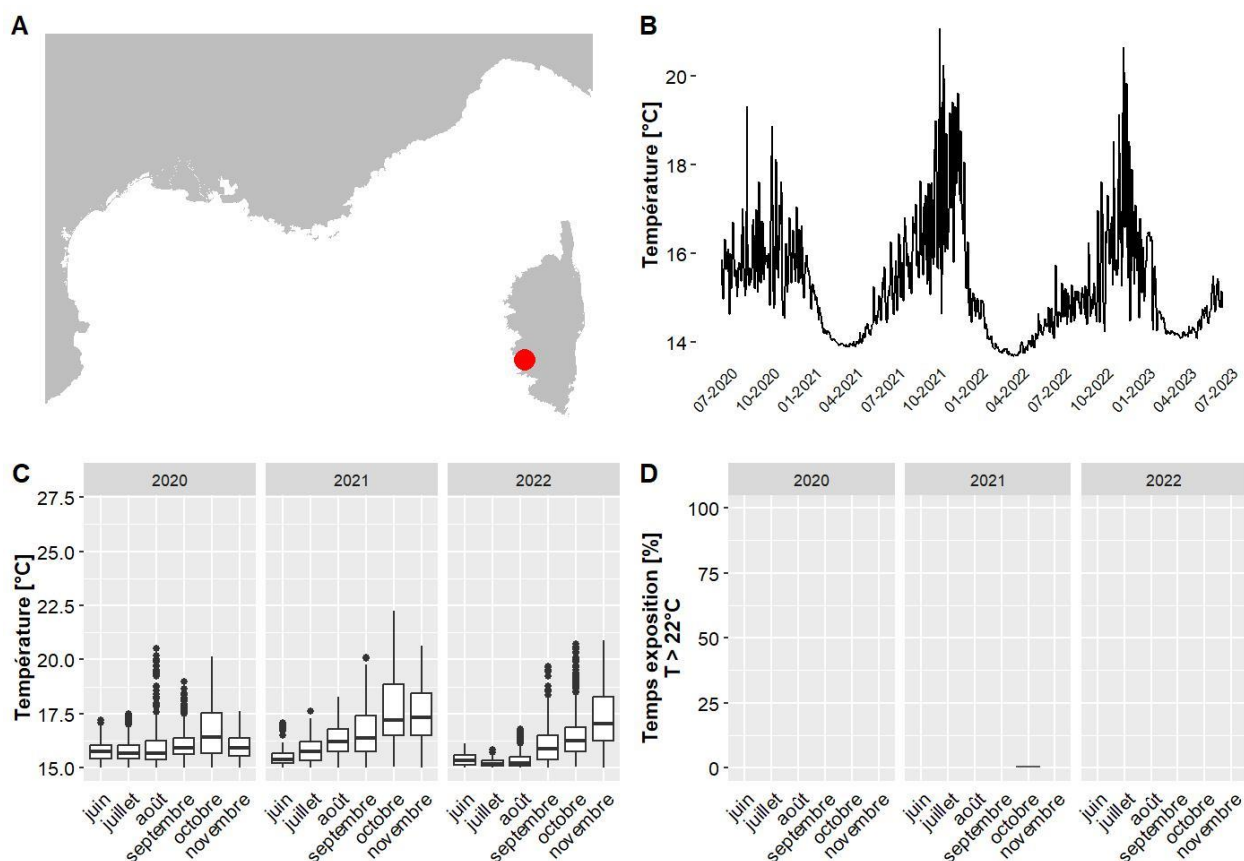 A
B
Température [°C]
20
18
16
14
07-2020
10-2020
01-2021
04-2021
07-2021
10-2021
01-2022
04-2022
07-2022
10-2022
01-2023
04-2023
07-2023
C
2020
2021
2022
Température [°C]
27.5
25.0
22.5
20.0
17.5
15.0
juin
juillet
août
septembre
octobre
novembre
juin
juillet
août
septembre
octobre
novembre
juin
juillet
août
septembre
octobre
novembre
D
2020
2021
2022
Temps exposition [%]
T > 22°C
100
75
50
25
0
juin
juillet
août
septembre
octobre
novembre
juin
juillet
août
septembre
octobre
novembre
juin
juillet
août
septembre
octobre
novembre